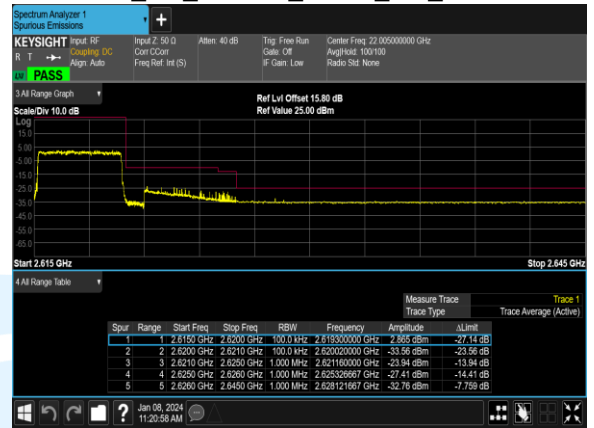 Spectrum Analyzer 1
Spurious Emissions
KEYSIGHT Input: RF Input Z: 50 Ω Atten: 40 dB Trig: Free Run Center Freq: 22.005000000 GHz
R T Coupling: DC Corr CCorr Gate: Off Avg|Hold: 100/100
Align: Auto Freq Ref: Int (S) IF Gain: Low Radio Std: None
PASS
3 All Range Graph
Ref Lvl Offset 15.80 dB
Scale/Div 10.0 dB Ref Value 25.00 dBm
Log
15.0
5.00
-5.00
-15.0
-25.0
-35.0
-45.0
-55.0
-65.0
Start 2.615 GHz Stop 2.645 GHz
4 All Range Table
Measure Trace Trace 1
Trace Type Trace Average (Active)
Spur Range Start Freq Stop Freq RBW Frequency Amplitude ΔLimit
1 1 2.6150 GHz 2.6200 GHz 100.0 kHz 2.619300000 GHz 2.865 dBm -27.14 dB
2 2 2.6200 GHz 2.6210 GHz 100.0 kHz 2.620020000 GHz -33.56 dBm -23.56 dB
3 3 2.6210 GHz 2.6250 GHz 1.000 MHz 2.621160000 GHz -23.94 dBm -13.94 dB
4 4 2.6250 GHz 2.6260 GHz 1.000 MHz 2.625326667 GHz -27.41 dBm -14.41 dB
5 5 2.6260 GHz 2.6450 GHz 1.000 MHz 2.628121667 GHz -32.76 dBm -7.759 dB
Jan 08, 2024
11:20:58 AM